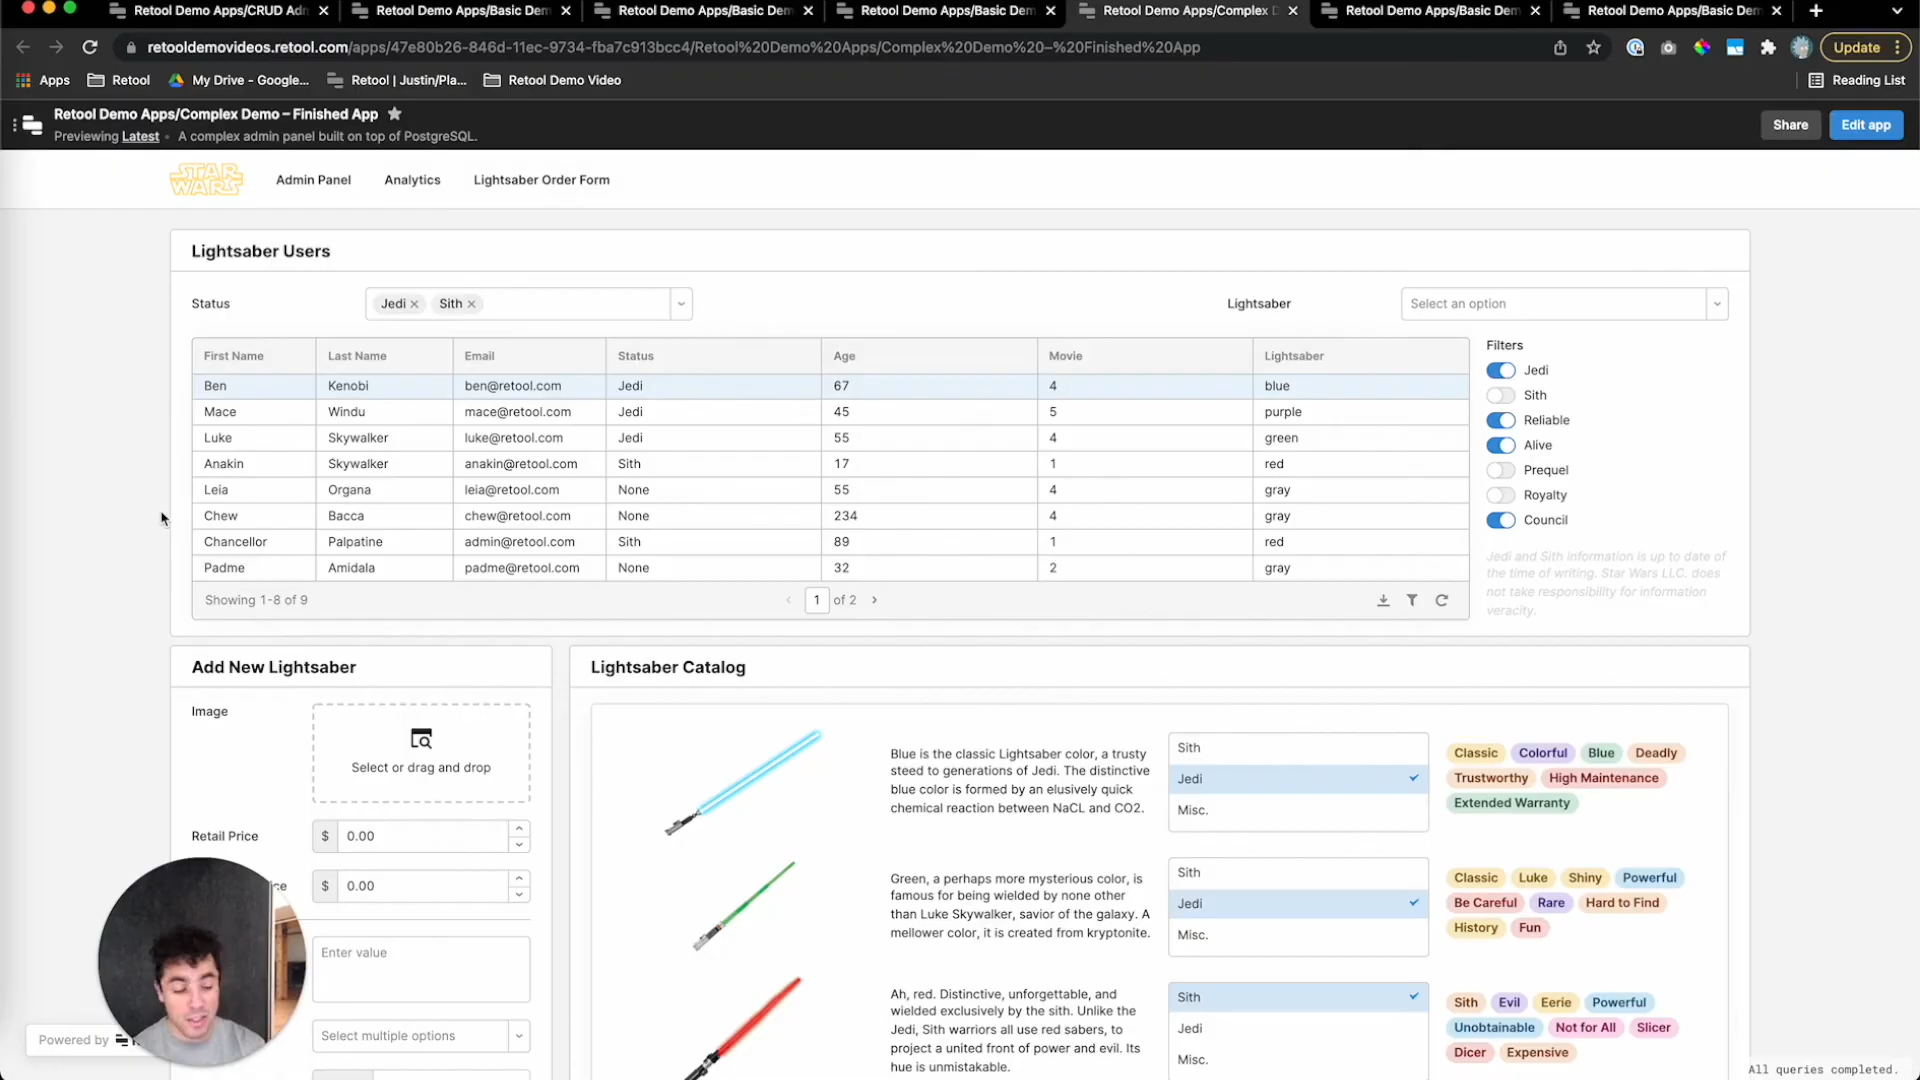 Retool Demo Apps/CRUD Adm
Retool Demo Apps/Basic Dem
Retool Demo Apps/Basic Dem
Retool Demo Apps/Basic Dem
Retool Demo Apps/Complex D
Retool Demo Apps/Basic Dem
Retool Demo Apps/Basic Dem
retooldemovideos.retool.com/apps/47e80b26-846d-11ec-9734-fba7c913bcc4/Retool%20Demo%20Apps/Complex%20Demo%20–%20Finished%20App
Update
Apps
Retool
My Drive - Google...
Retool | Justin/Pla...
Retool Demo Video
Reading List
Retool Demo Apps/Complex Demo – Finished App
Previewing Latest • A complex admin panel built on top of PostgreSQL.
Share
Edit app
STAR WARS
Admin Panel
Analytics
Lightsaber Order Form
Lightsaber Users
Status
Jedi
Sith
Lightsaber
Select an option
First Name Last Name Email Status Age Movie Lightsaber
Ben Kenobi ben@retool.com Jedi 67 4 blue
Mace Windu mace@retool.com Jedi 45 5 purple
Luke Skywalker luke@retool.com Jedi 55 4 green
Anakin Skywalker anakin@retool.com Sith 17 1 red
Leia Organa leia@retool.com None 55 4 gray
Chew Bacca chew@retool.com None 234 4 gray
Chancellor Palpatine admin@retool.com Sith 89 1 red
Padme Amidala padme@retool.com None 32 2 gray
Showing 1-8 of 9
1 of 2
Filters
Jedi
Sith
Reliable
Alive
Prequel
Royalty
Council
Jedi and Sith information is up to date of
the time of writing. Star Wars LLC. does
not take responsibility for information
veracity.
Add New Lightsaber
Image
Select or drag and drop
Retail Price
$ 0.00
$ 0.00
Enter value
Select multiple options
Powered by
Lightsaber Catalog
Blue is the classic Lightsaber color, a trusty
steed to generations of Jedi. The distinctive
blue color is formed by an elusively quick
chemical reaction between NaCL and CO2.
Sith
Jedi
Misc.
Classic Colorful Blue Deadly
Trustworthy High Maintenance
Extended Warranty
Green, a perhaps more mysterious color, is
famous for being wielded by none other
than Luke Skywalker, savior of the galaxy. A
mellower color, it is created from kryptonite.
Sith
Jedi
Misc.
Classic Luke Shiny Powerful
Be Careful Rare Hard to Find
History Fun
Ah, red. Distinctive, unforgettable, and
wielded exclusively by the sith. Unlike the
Jedi, Sith warriors all use red sabers, to
project a united front of power and evil. Its
hue is unmistakable.
Sith
Jedi
Misc.
Sith Evil Eerie Powerful
Unobtainable Not for All Slicer
Dicer Expensive
All queries completed.